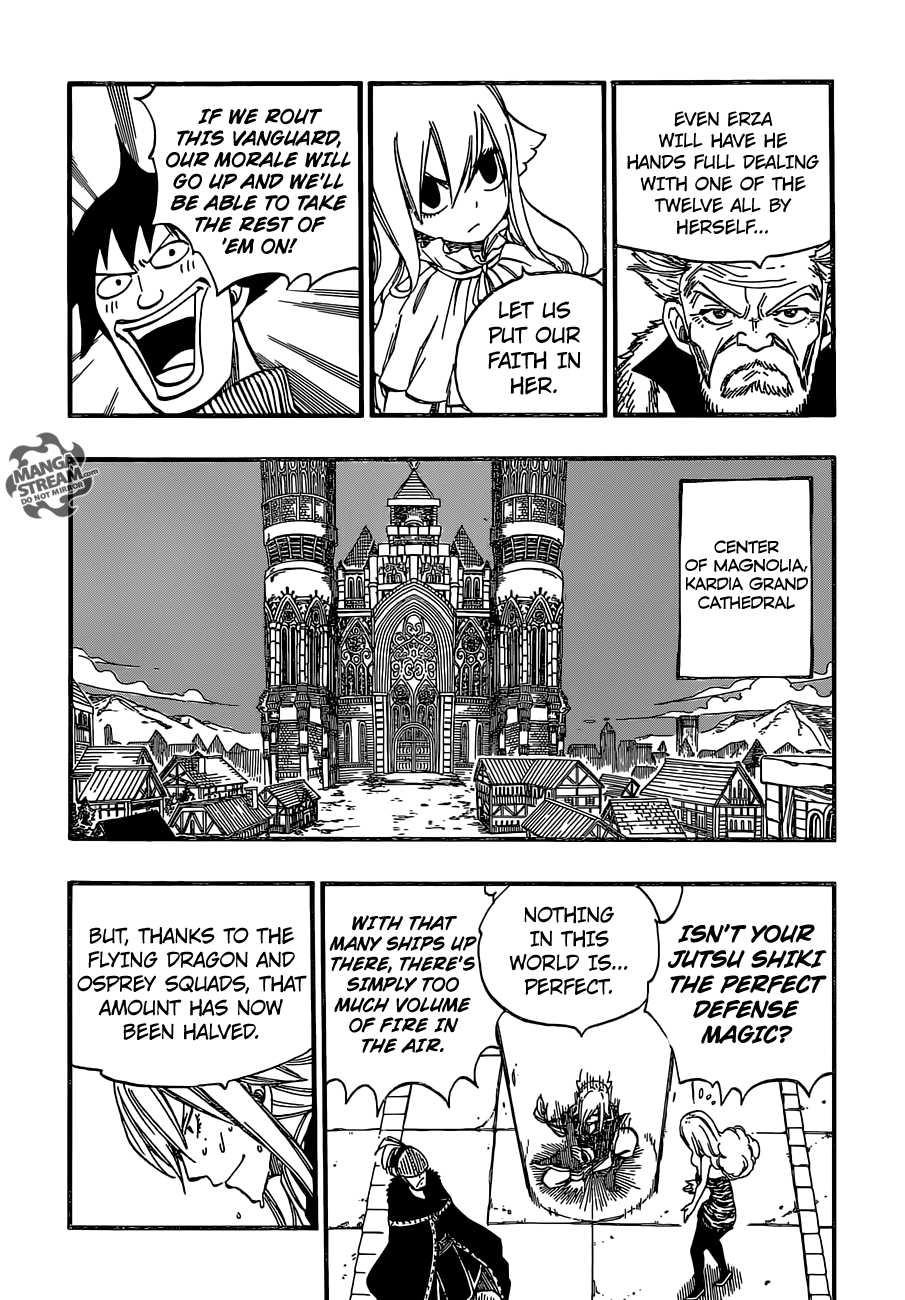 EVEN ERZA
WILL HAVE HE
HANDS FULL DEALING
WITH ONE OF THE
TWELVE ALL BY
HERSELF...
LET US
PUT OUR
FAITH IN
HER.
IF WE ROUT
THIS VANGUARD,
OUR MORALE WILL
GO UP AND WE'LL
BE ABLE TO TAKE
THE REST OF
'EM ON!
MANGA
STREAM.com
DO NOT MIRROR!
CENTER
OF MAGNOLIA,
KARDIA GRAND
CATHEDRAL
ISN'T YOUR
JUTSU SHIKI
THE PERFECT
DEFENSE
MAGIC?
NOTHING
IN THIS
WORLD IS...
PERFECT.
WITH THAT
MANY SHIPS UP
THERE, THERE'S
SIMPLY TOO
MUCH VOLUME
OF FIRE IN
THE AIR.
BUT, THANKS TO THE
FLYING DRAGON AND
OSPREY SQUADS, THAT
AMOUNT HAS NOW
BEEN HALVED.